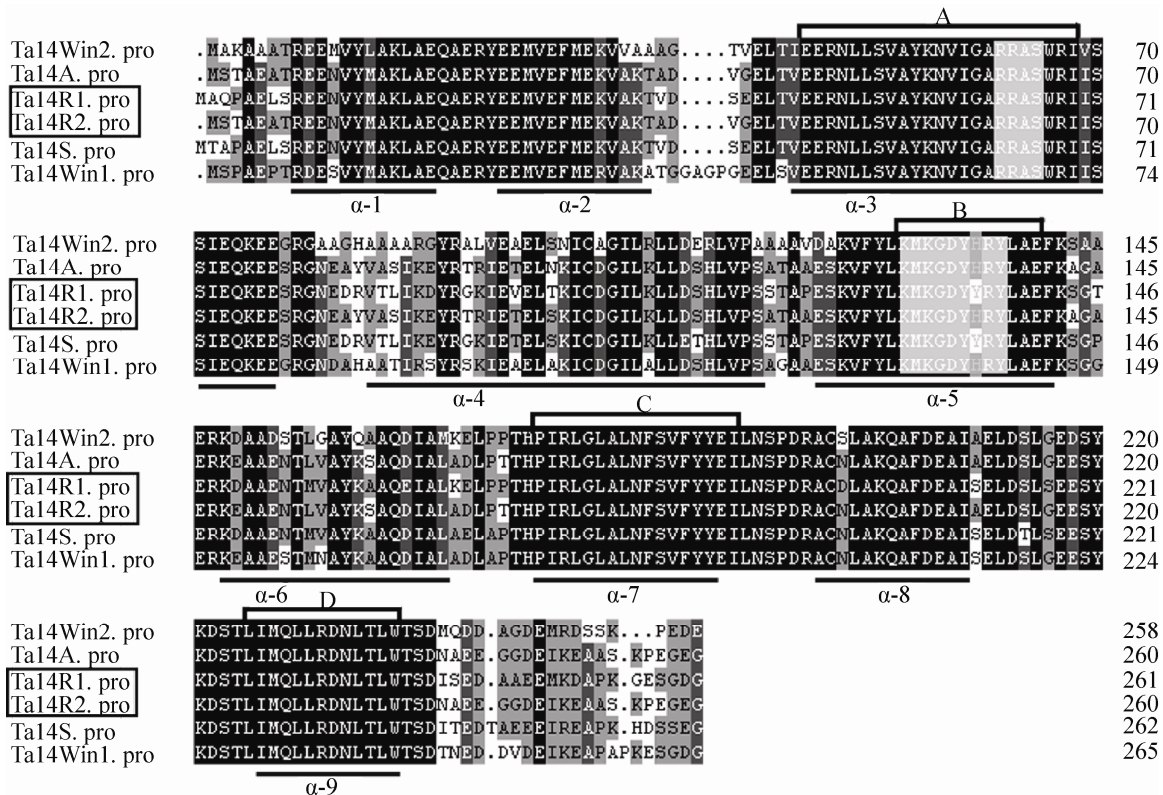 A
Ta14Win2. pro .MAKAAATREEMVYLAKLAEQAERYEEMVEFMEKVVAAAG....TVELTIEERNLLSVAYKNVIGARRASWRIVS 70
Ta14A. pro .MSTAEATREENVYMAKLAEQAERYEEMVEFMEKVAKTAD....VGELTVEERNLLSVAYKNVIGARRASWRIIS 70
Ta14R1. pro MAQPAELSREENVYMAKLAEQAERYEEMVEFMEKVAKTVD....SEELTVEERNLLSVAYKNVIGARRASWRIIS 71
Ta14R2. pro .MSTAEATREENVYMAKLAEQAERYEEMVEFMEKVAKTAD....VGELTVEERNLLSVAYKNVIGARRASWRIIS 70
Ta14S. pro MTAPAELSREENVYMAKLAEQAERYEEMVEFMEKVAKTVD....SEELTVEERNLLSVAYKNVIGARRASWRIIS 71
Ta14Win1. pro .MSPAEPTRDESVYMAKLAEQAERYEEMVEFMEKVAKATGGAGPGEELSVEERNLLSVAYKNVIGARRASWRIIS 74
α-1 α-2 α-3
B
Ta14Win2. pro SIEQKEEGRGAAGHAAAARGYRALVEAELSNICAGILRLLDERLVPAAAAVDAKVFYLKMKGDYHRYLAEFKSAA 145
Ta14A. pro SIEQKEESRGNEAYVASIKEYRTRIETELNKICDGILKLLDSHLVPSATAAESKVFYLKMKGDYHRYLAEFKAGA 145
Ta14R1. pro SIEQKEESRGNEDRVTLIKDYRGKIEVELTKICDGILKLLDSHLVPSSTAPESKVFYLKMKGDYYRYLAEFKSGT 146
Ta14R2. pro SIEQKEESRGNEAYVASIKEYRTRIEAELSKICDGILKLLDSHLVPSATAAESKVFYLKMKGDYHRYLAEFKAGA 145
Ta14S. pro SIEQKEESRGNEDRVTLIKEYRGKIETELSKICDGILKLLETHLVPSSTAPESKVFYLKMKGDYYRYLAEFKSGP 146
Ta14Win1. pro SIEQKEEGRGNDAHAATIRSYRSKIEAELAKICDGILALLDSHLVPSAGAAESKVFYLKMKGDYHRYLAEFKSGG 149
α-4 α-5
C
Ta14Win2. pro ERKDAADSTLGAYQAAQDIAMKELPPTHPIRLGLALNFSVFYYEILNSPDRACSLAKQAFDEAIAELDSLGEDSY 220
Ta14A. pro ERKEAAENTLVAYKSAQDIALADLPTTHPIRLGLALNFSVFYYEILNSPDRACNLAKQAFDEAIAELDSLGEESY 220
Ta14R1. pro ERKDAAENTMVAYKAAQEIALKELPPTHPIRLGLALNFSVFYYEILNSPDRACDLAKQAFDEAISELDSLSEESY 221
Ta14R2. pro ERKEAAENTLVAYKSAQDIALADLPTTHPIRLGLALNFSVFYYEILNSPDRACNLAKQAFDEAIAELDSLGEESY 220
Ta14S. pro ERKDAAENTMVAYKAAQDIALAELAPTHPIRLGLALNFSVFYYEILNSPDRACNLAKQAFDEAISELDTLSEESY 221
Ta14Win1. pro ERKEAAESTMNAYKAAQDIALAELAPTHPIRLGLALNFSVFYYEILNSPDRACNLAKQAFDEAISELDSLGEESY 224
α-6 α-7 α-8
D
Ta14Win2. pro KDSTLIMQLLRDNLTLWTSDMQDD.AGDEMRDSSK...PEDE 258
Ta14A. pro KDSTLIMQLLRDNLTLWTSDNAEE.GGDEIKEAAS.KPEGEG 260
Ta14R1. pro KDSTLIMQLLRDNLTLWTSDISED.AAEEMKDAPK.GESGDG 261
Ta14R2. pro KDSTLIMQLLRDNLTLWTSDNAEE.GGDEIKEAAS.KPEGEG 260
Ta14S. pro KDSTLIMQLLRDNLTLWTSDITEDTAEEEIREAPK.HDSSEG 262
Ta14Win1. pro KDSTLIMQLLRDNLTLWTSDTNED.DVDEIKEAPAPKESGDG 265
α-9